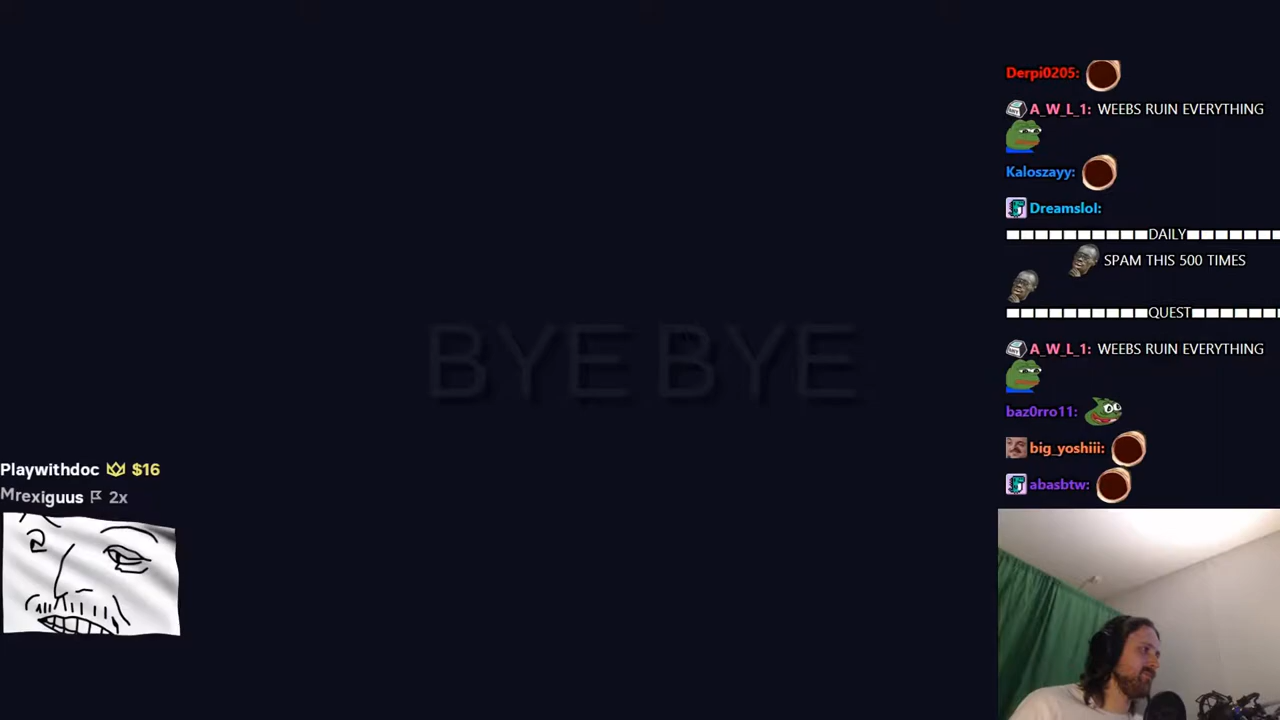 Derpi0205:
A_W_L_1: WEEBS RUIN EVERYTHING
Kaloszayy:
Dreamslol:
DAILY
SPAM THIS 500 TIMES
QUEST
A_W_L_1: WEEBS RUIN EVERYTHING
baz0rro11:
big_yoshiii:
abasbtw:
BYE BYE
Playwithdoc $16
Mrexiguus 2x